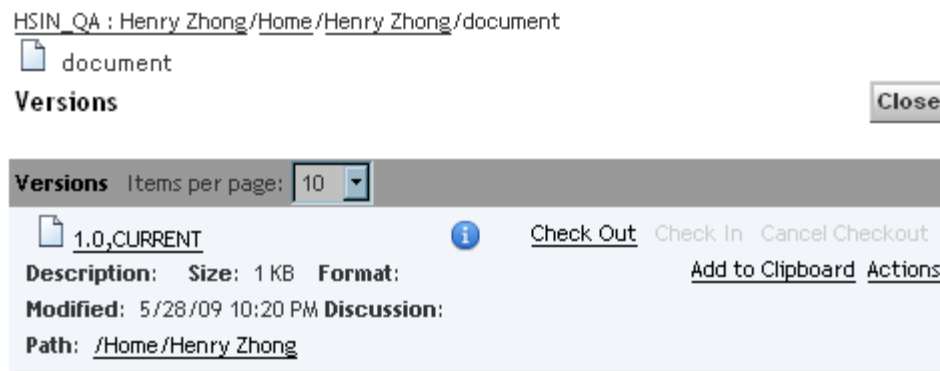 HSIN_QA : Henry Zhong/Home/Henry Zhong/document
document
Versions Close
Versions Items per page: 10
1.0,CURRENT i Check Out Check In Cancel Checkout
Description: Size: 1 KB Format: Add to Clipboard Actions
Modified: 5/28/09 10:20 PM Discussion:
Path: /Home/Henry Zhong